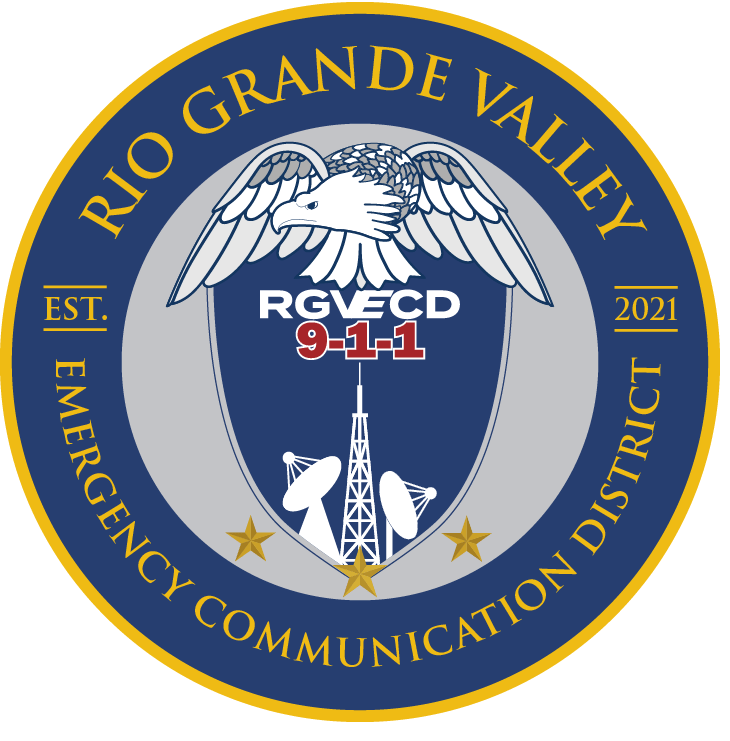 RIO GRANDE VALLEY
EST.
2021
RGVECD
9-1-1
EMERGENCY COMMUNICATION DISTRICT